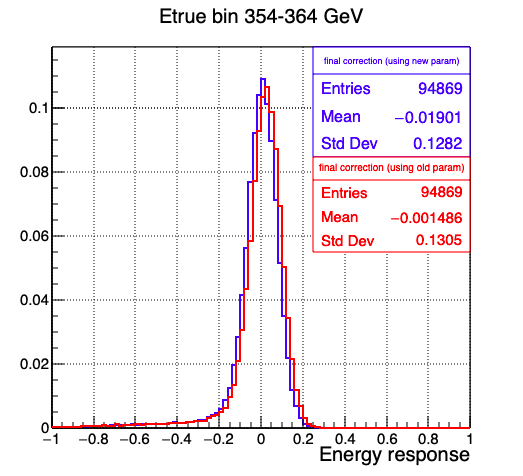 Etrue bin 354-364 GeV
final correction (using new param)
Entries 94869
Mean −0.01901
Std Dev 0.1282
final correction (using old param)
Entries 94869
Mean −0.001486
Std Dev 0.1305
0.1
0.08
0.06
0.04
0.02
0
−1 −0.8 −0.6 −0.4 −0.2 0 0.2 0.4 0.6 0.8 1
Energy response